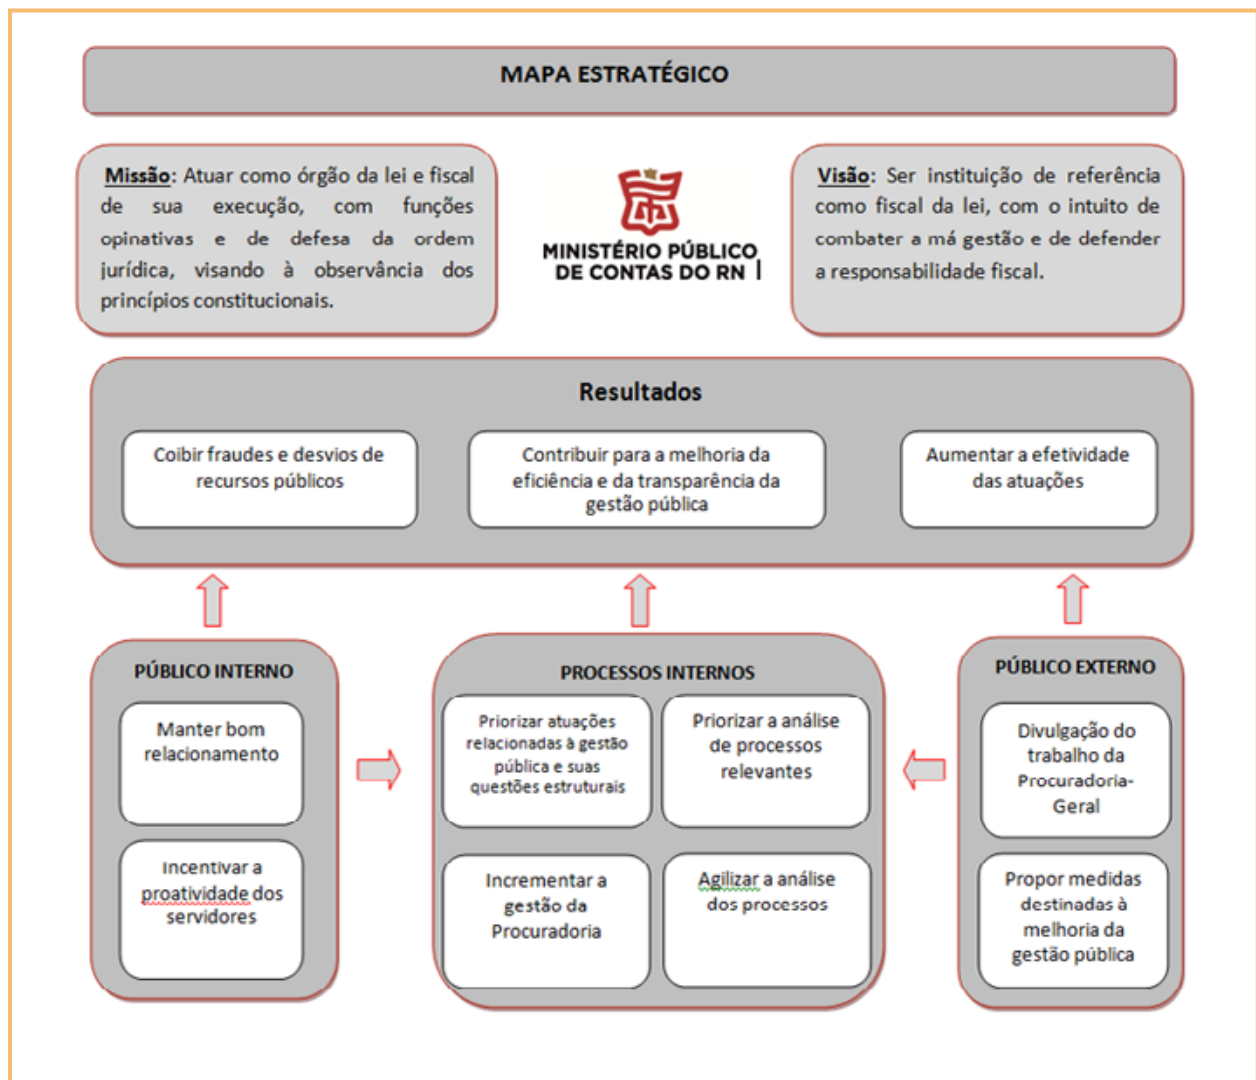 MAPA ESTRATÉGICO
Missão: Atuar como órgão da lei e fiscal
de sua execução, com funções
opinativas e de defesa da ordem
jurídica, visando à observância dos
princípios constitucionais.
MINISTÉRIO PÚBLICO
DE CONTAS DO RN
Visão: Ser instituição de referência
como fiscal da lei, com o intuito de
combater a má gestão e de defender
a responsabilidade fiscal.
Resultados
Coibir fraudes e desvios de
recursos públicos
Contribuir para a melhoria da
eficiência e da transparência da
gestão pública
Aumentar a efetividade
das atuações
PÚBLICO INTERNO
Manter bom
relacionamento
Incentivar a
proatividade dos
servidores
PROCESSOS INTERNOS
Priorizar atuações
relacionadas à gestão
pública e suas
questões estruturais
Priorizar a análise
de processos
relevantes
Incrementar a
gestão da
Procuradoria
Agilizar a análise
dos processos
PÚBLICO EXTERNO
Divulgação do
trabalho da
Procuradoria-
Geral
Propor medidas
destinadas à
melhoria da
gestão pública